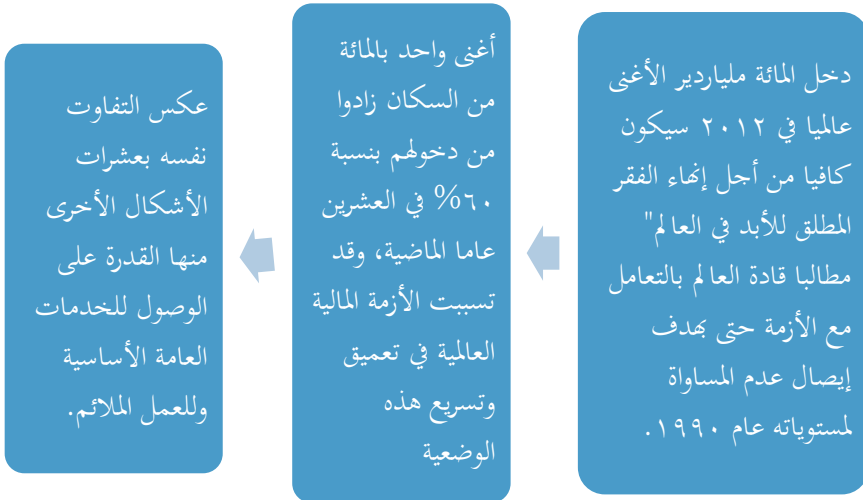 دخل المائة ملياردير الأغنى
عالميا في ٢٠١٢ سيكون
كافيا من أجل إنهاء الفقر
المطلق للأبد في العالم"
مطالبا قادة العالم بالتعامل
مع الأزمة حتى بهدف
إيصال عدم المساواة
لمستوياته عام ١٩٩٠.
أغنى واحد بالمائة
من السكان زادوا
من دخولهم بنسبة
٦٠% في العشرين
عاما الماضية، وقد
تسببت الأزمة المالية
العالمية في تعميق
وتسريع هذه
الوضعية
عكس التفاوت
نفسه بعشرات
الأشكال الأخرى
منها القدرة على
الوصول للخدمات
العامة الأساسية
وللعمل الملائم.